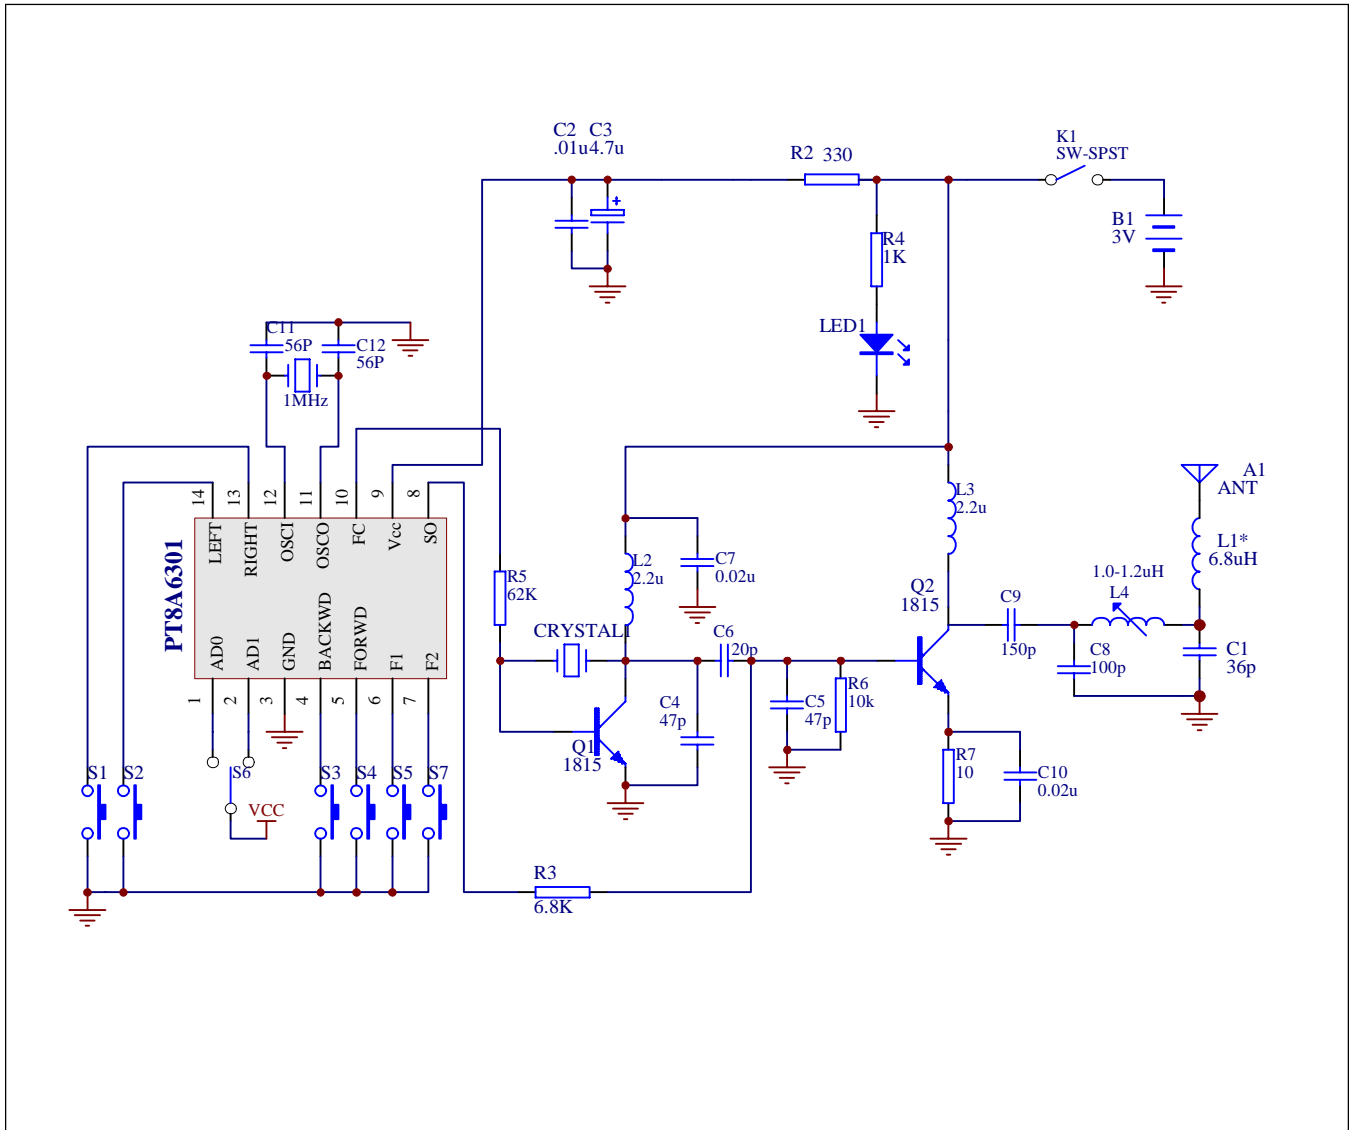 C2 C3
.01u4.7u
R2 330
K1
SW-SPST
B1
3V
+
R4
1K
LED1
C11
56P
C12
56P
1MHz
14
13
12
11
10
9
8
LEFT
RIGHT
OSCI
OSCO
FC
Vcc
SO
PT8A6301
AD0
AD1
GND
BACKWD
FORWD
F1
F2
1
2
3
4
5
6
7
R5
62K
CRYSTAL1
L2
2.2u
C7
0.02u
C6
20p
L3
2.2u
A1
ANT
L1*
6.8uH
1.0-1.2uH
L4
Q2
1815
C9
150p
C8
100p
C1
36p
C4
47p
C5
47p
R6
10k
Q1
1815
R7
10
C10
0.02u
S1
S2
S6
VCC
S3
S4
S5
S7
R3
6.8K